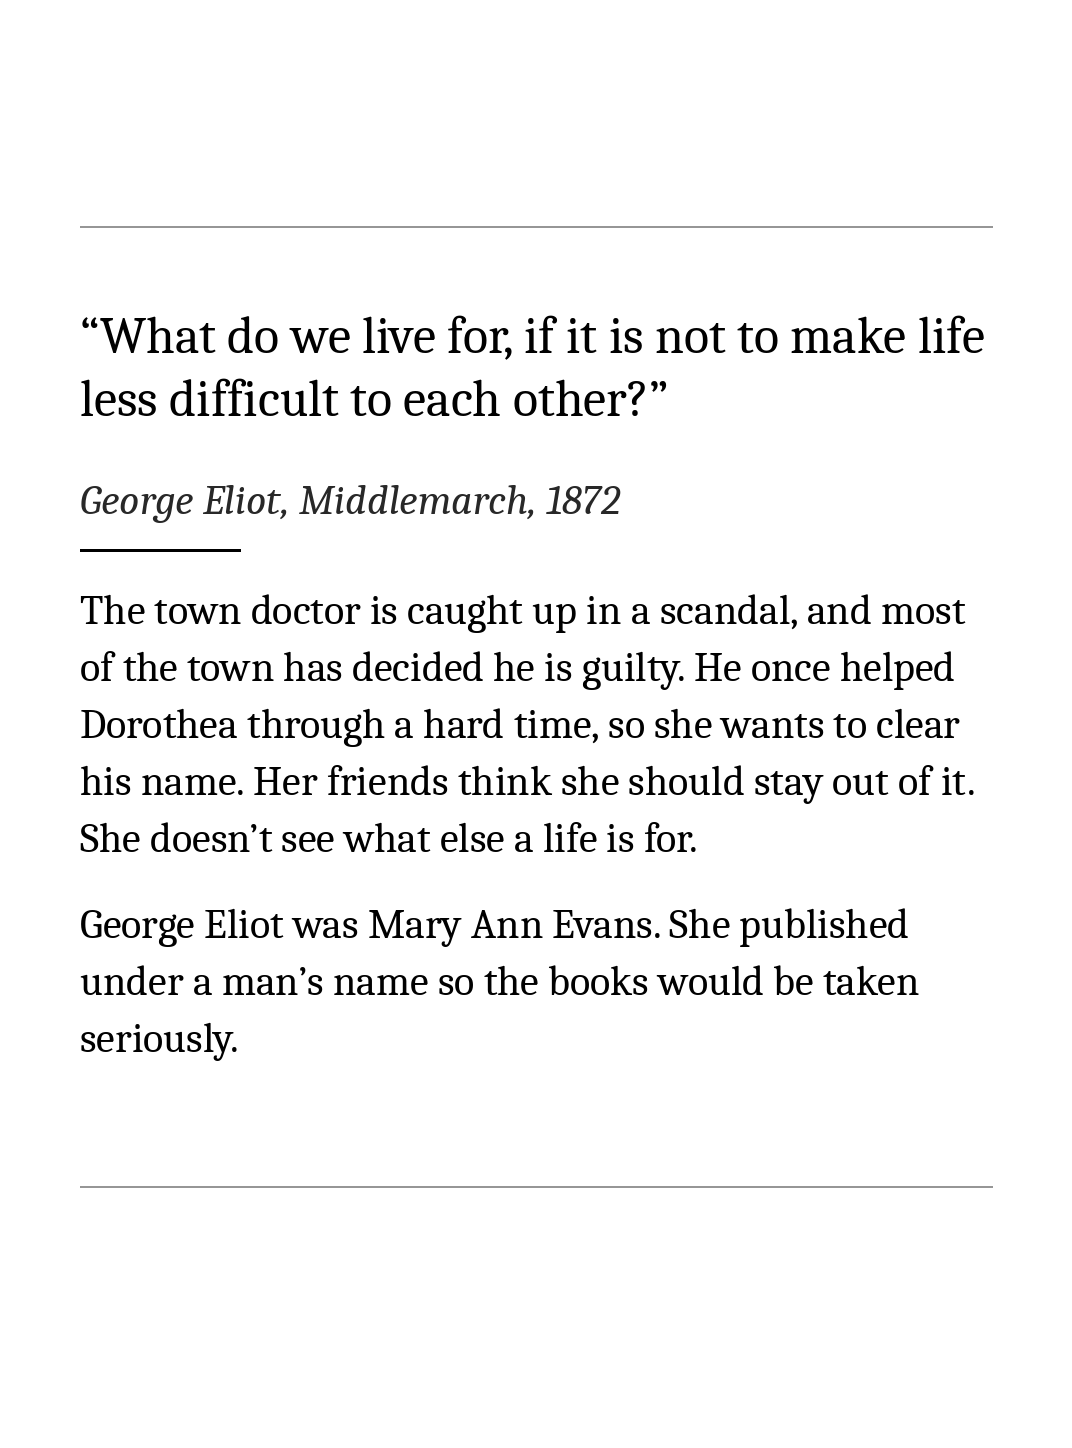 “What do we live for, if it is not to make life
less difficult to each other?”
George Eliot, Middlemarch, 1872
The town doctor is caught up in a scandal, and most
of the town has decided he is guilty. He once helped
Dorothea through a hard time, so she wants to clear
his name. Her friends think she should stay out of it.
She doesn’t see what else a life is for.
George Eliot was Mary Ann Evans. She published
under a man’s name so the books would be taken
seriously.